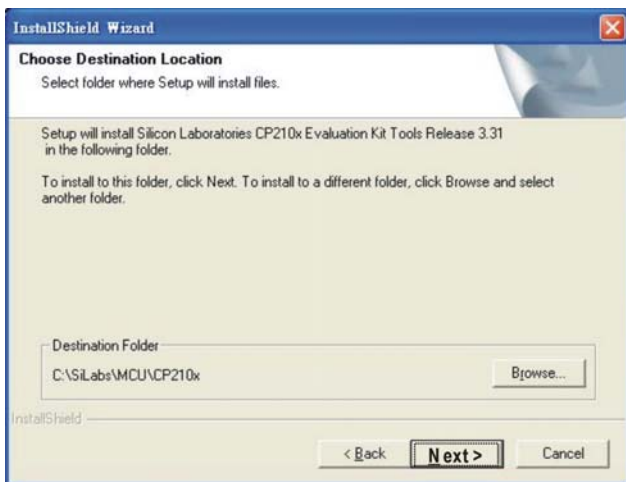 InstallShield Wizard
Choose Destination Location
Select folder where Setup will install files.
Setup will install Silicon Laboratories CP210x Evaluation Kit Tools Release 3.31
in the following folder.
To install to this folder, click Next. To install to a different folder, click Browse and select
another folder.
Destination Folder
C:\SiLabs\MCU\CP210x
Browse...
InstallShield
< Back
Next >
Cancel